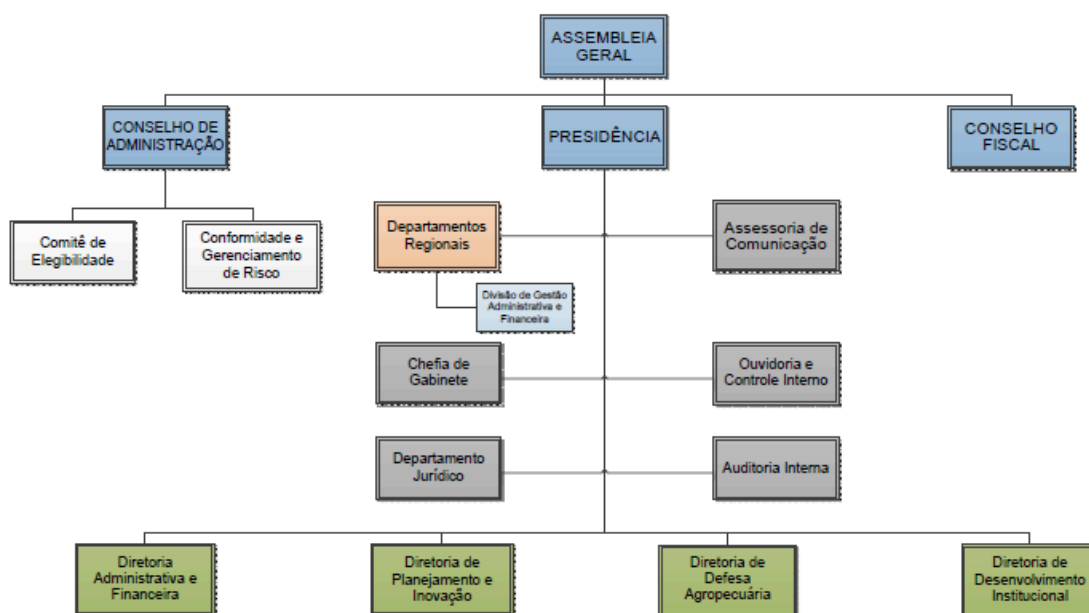 ASSEMBLEIA
GERAL
CONSELHO DE
ADMINISTRAÇÃO
PRESIDÊNCIA
CONSELHO
FISCAL
Comitê de
Elegibilidade
Conformidade e
Gerenciamento
de Risco
Departamentos
Regionais
Assessoria de
Comunicação
Divisão de Gestão
Administrativa e
Financeira
Chefia de
Gabinete
Ouvidoria e
Controle Interno
Departamento
Jurídico
Auditoria Interna
Diretoria
Administrativa e
Financeira
Diretoria de
Planejamento e
Inovação
Diretoria de
Defesa
Agropecuária
Diretoria de
Desenvolvimento
Institucional